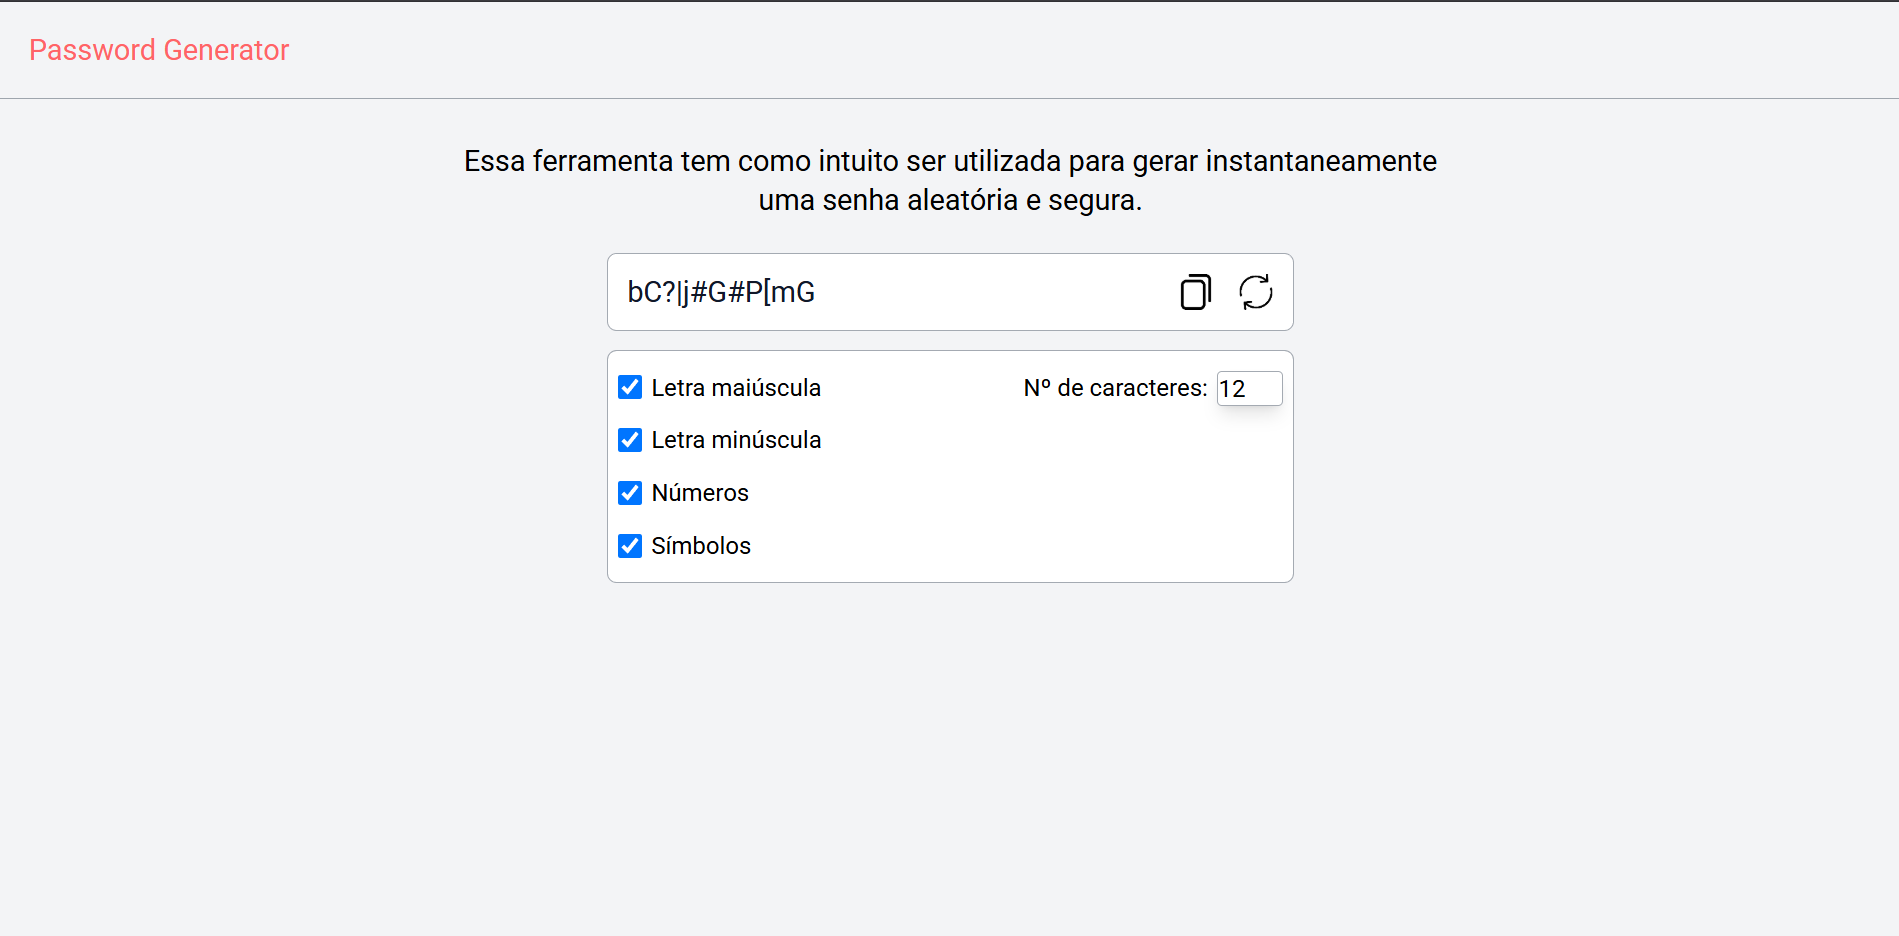 Password Generator
Essa ferramenta tem como intuito ser utilizada para gerar instantaneamente
uma senha aleatória e segura.
bC?|j#G#P[mG
Letra maiúscula
Nº de caracteres: 12
Letra minúscula
Números
Símbolos